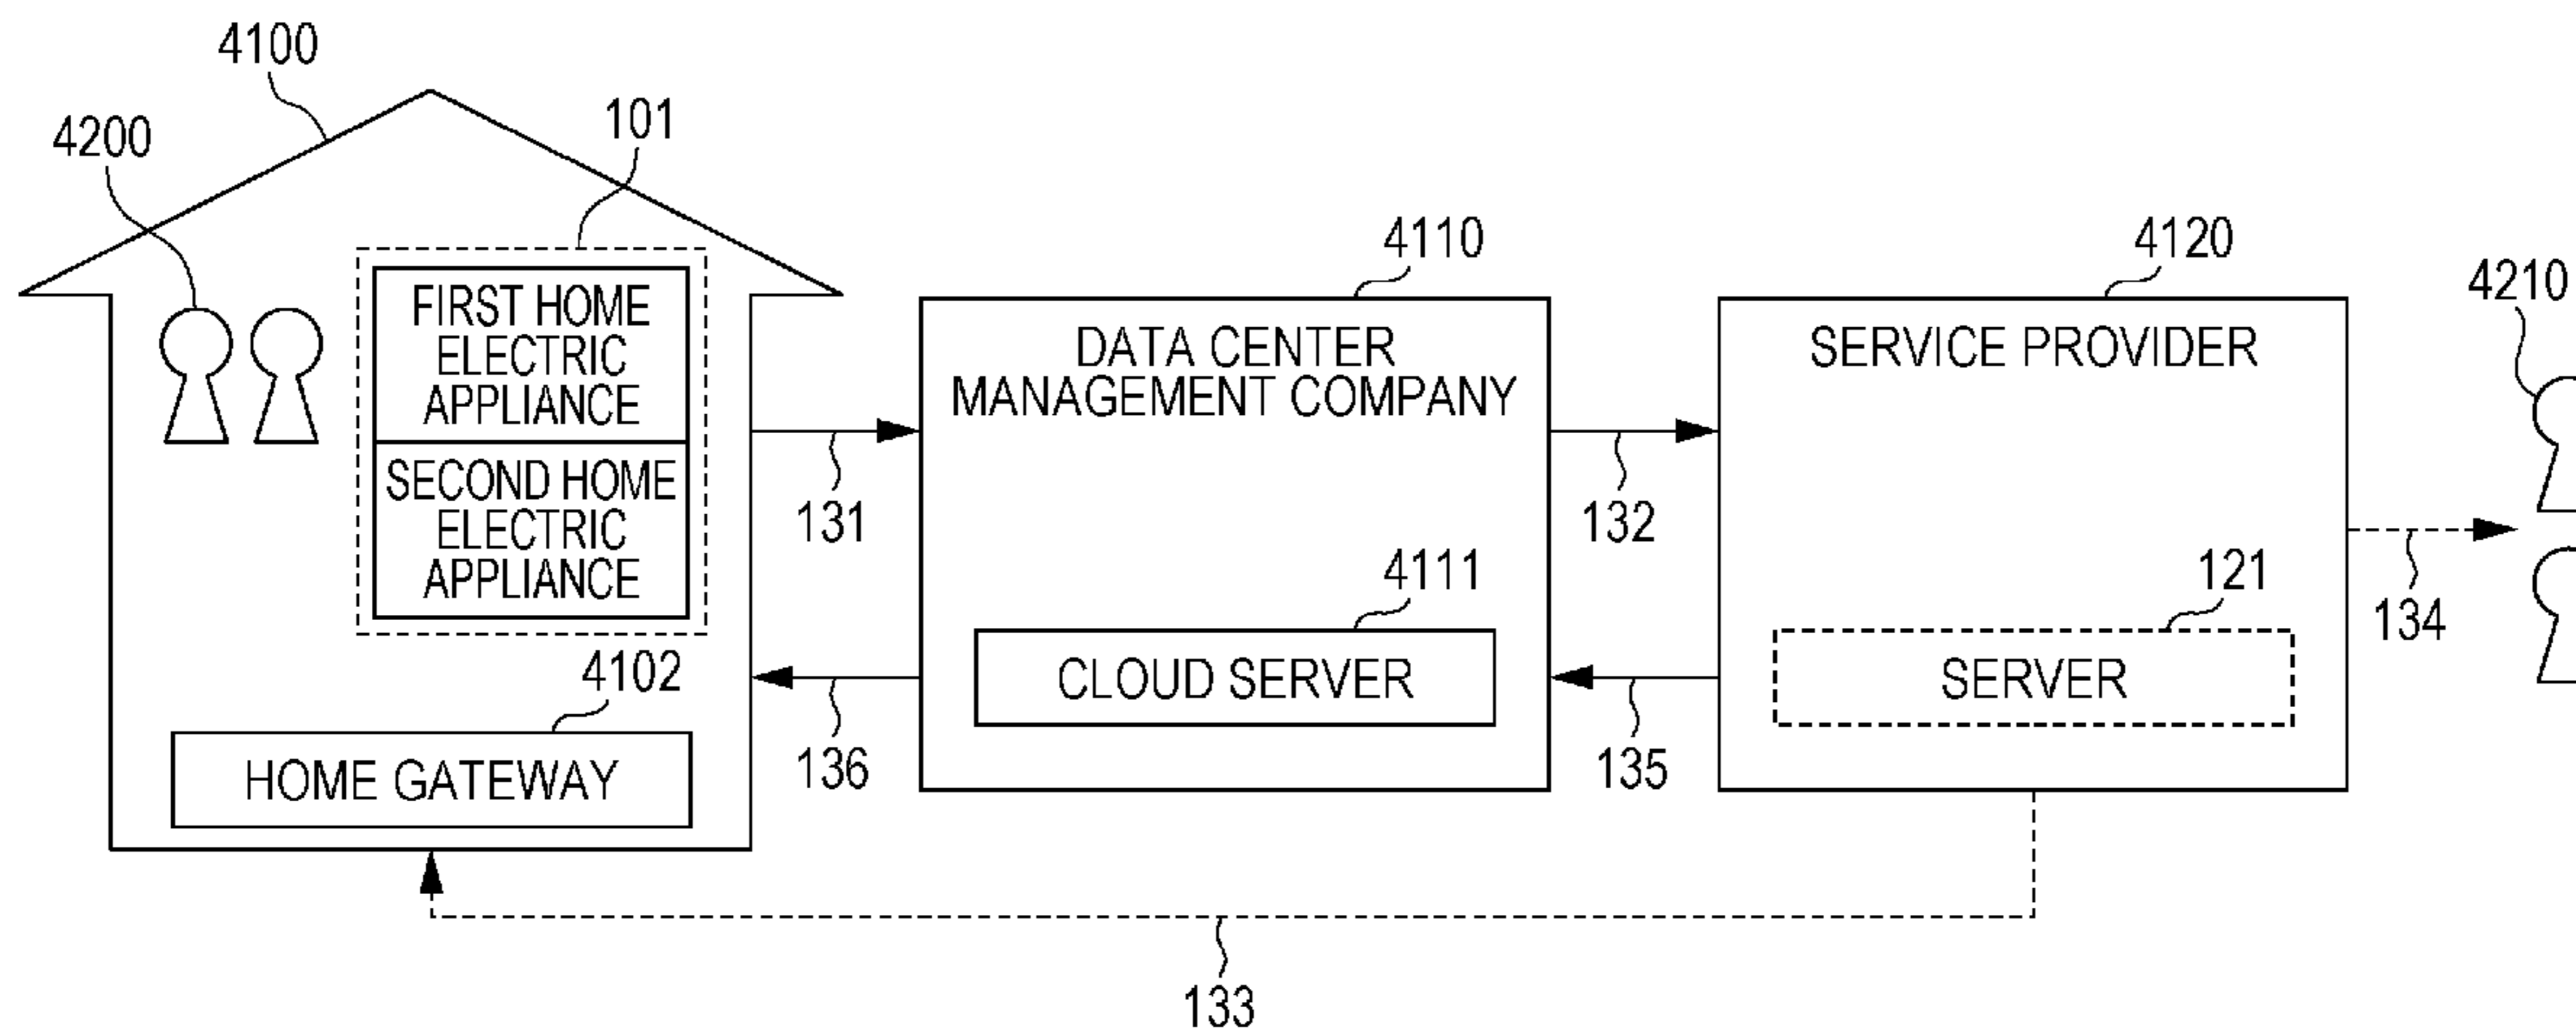 4100
4200
101
FIRST HOME
ELECTRIC
APPLIANCE
SECOND HOME
ELECTRIC
APPLIANCE
4102
HOME GATEWAY
131
136
4110
DATA CENTER
MANAGEMENT COMPANY
4111
CLOUD SERVER
132
135
4120
SERVICE PROVIDER
121
SERVER
134
4210
133